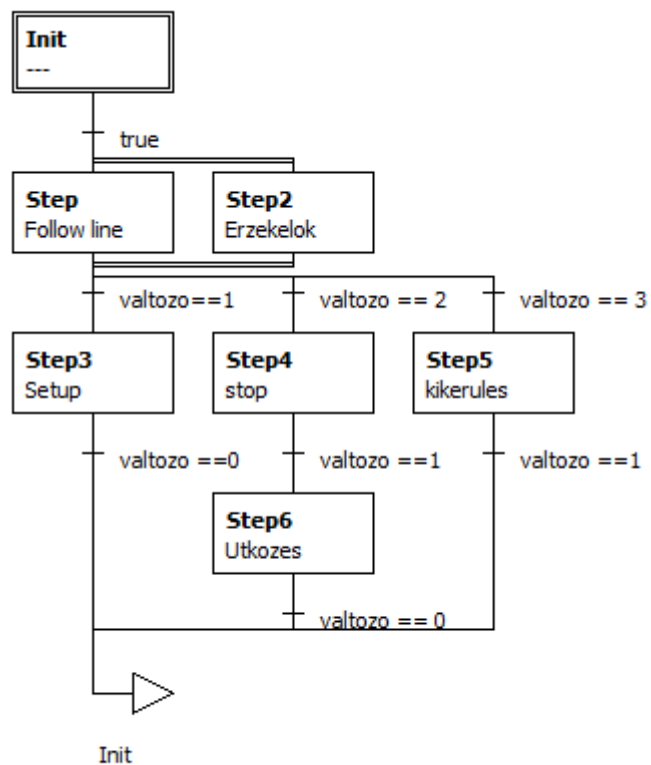 Init
---
true
Step
Follow line
Step2
Erzekelok
valtozo==1
valtozo == 2
valtozo == 3
Step3
Setup
Step4
stop
Step5
kikerules
valtozo ==0
valtozo ==1
valtozo ==1
Step6
Utkozes
valtozo == 0
Init